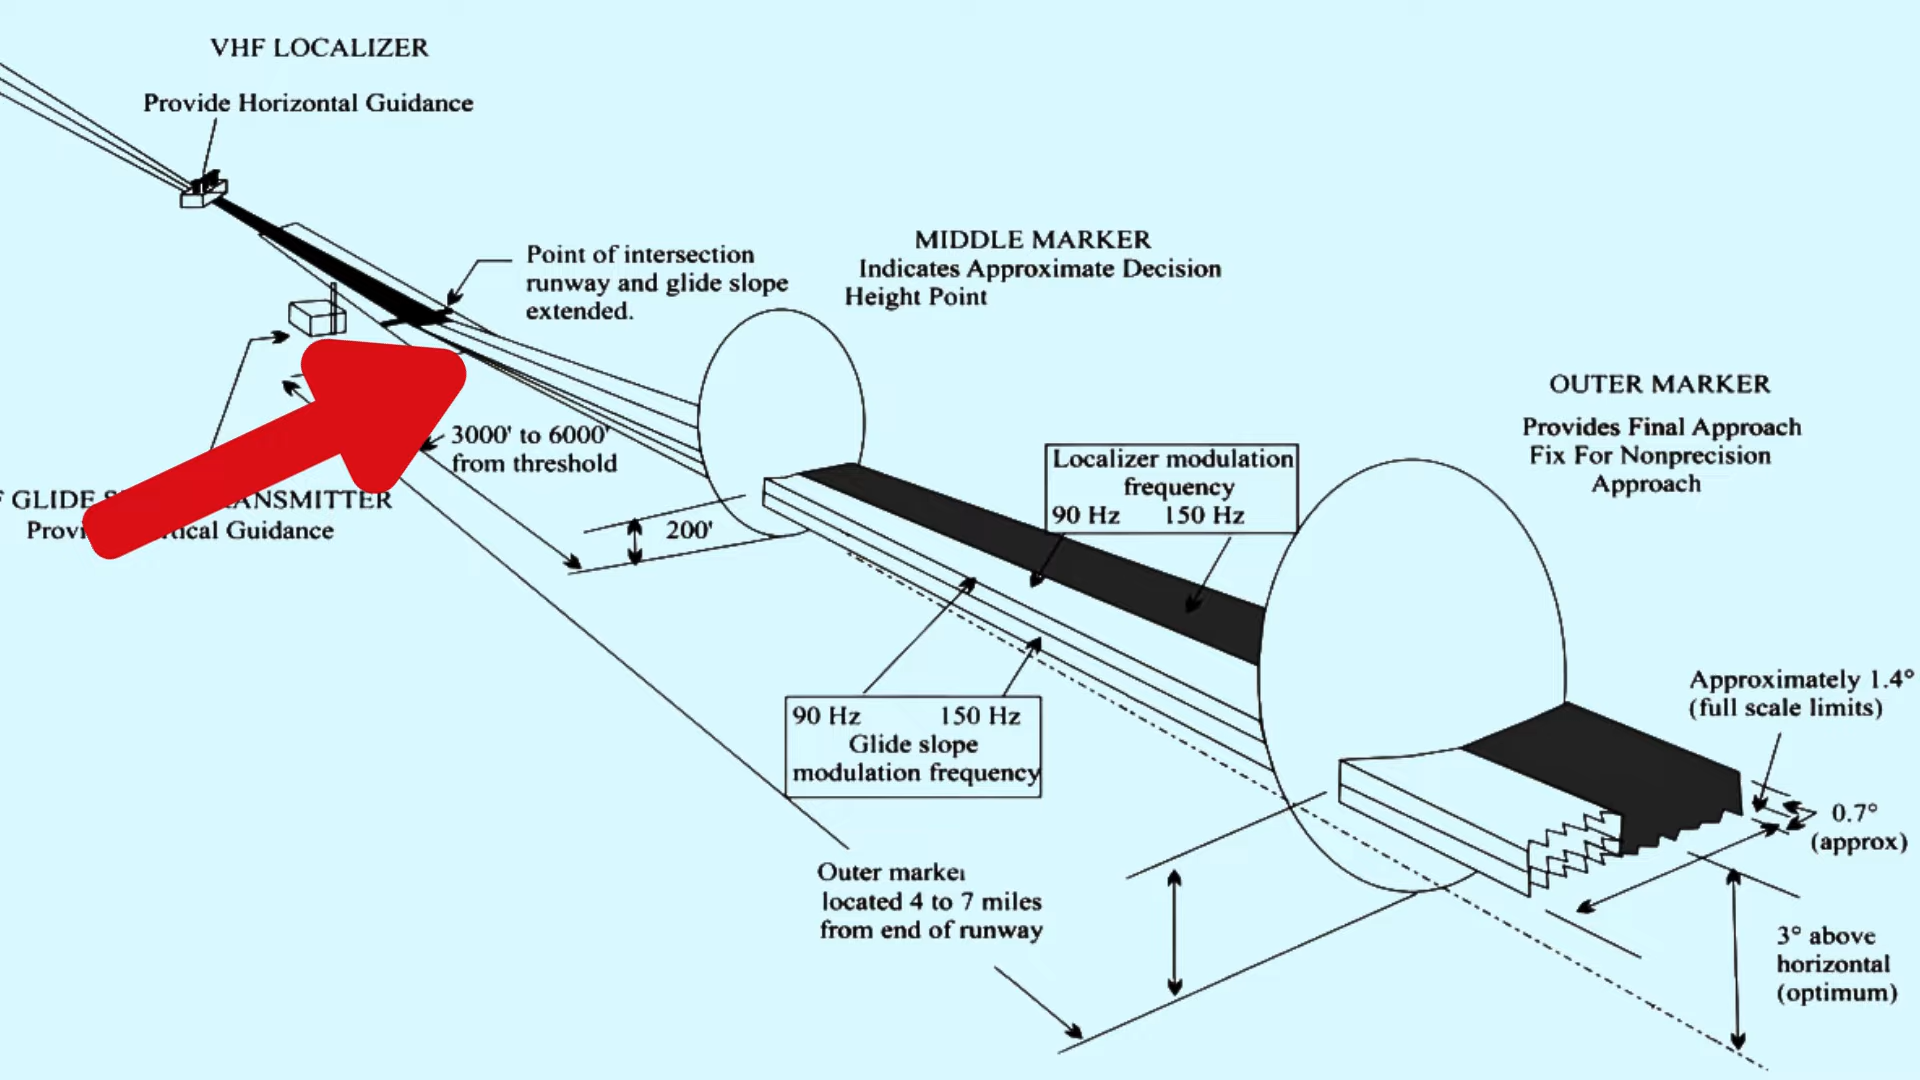 VHF LOCALIZER
Provide Horizontal Guidance
Point of intersection
runway and glide slope
extended.
MIDDLE MARKER
Indicates Approximate Decision
Height Point
OUTER MARKER
Provides Final Approach
Fix For Nonprecision
Approach
3000' to 6000'
from threshold
GLIDE
Guidance
200'
Localizer modulation
frequency
90 Hz 150 Hz
90 Hz 150 Hz
Glide slope
modulation frequency
Approximately 1.4°
(full scale limits)
0.7°
(approx)
Outer marker
located 4 to 7 miles
from end of runway
3° above
horizontal
(optimum)